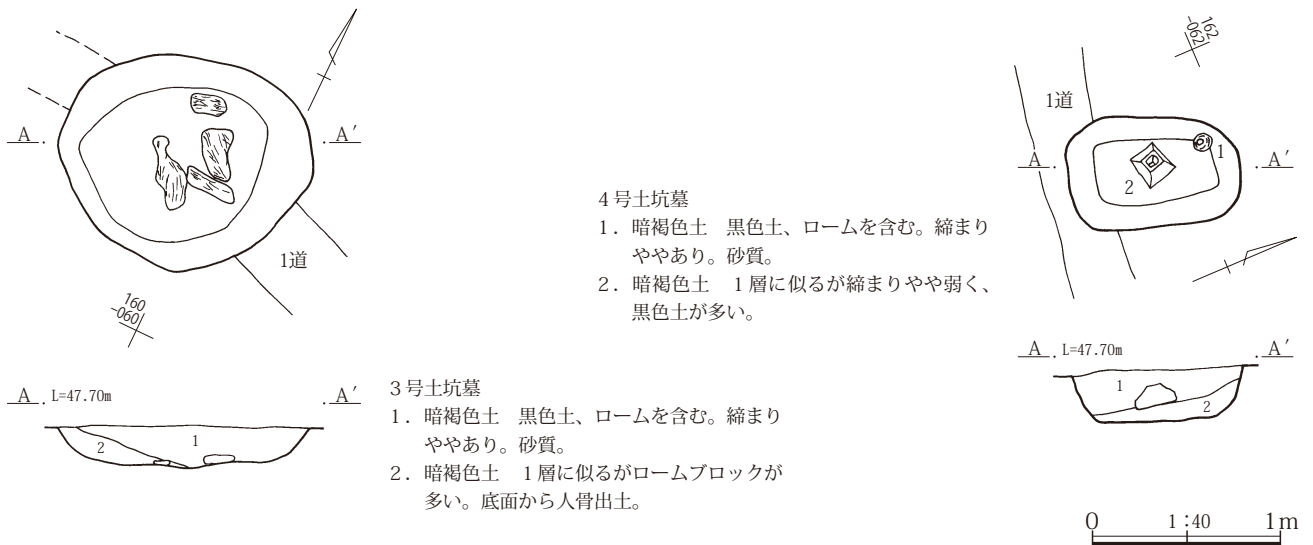 A
A′
1道
160
-060
A
L=47.70m
A′
1
2
3号土坑墓
1．暗褐色土　黒色土、ロームを含む。締まり
ややあり。砂質。
2．暗褐色土　1層に似るがロームブロックが
多い。底面から人骨出土。
4号土坑墓
1．暗褐色土　黒色土、ロームを含む。締まり
ややあり。砂質。
2．暗褐色土　1層に似るが締まりやや弱く、
黒色土が多い。
162
-062
1道
A
A′
1
2
A
L=47.70m
A′
1
2
0　1：40　1m